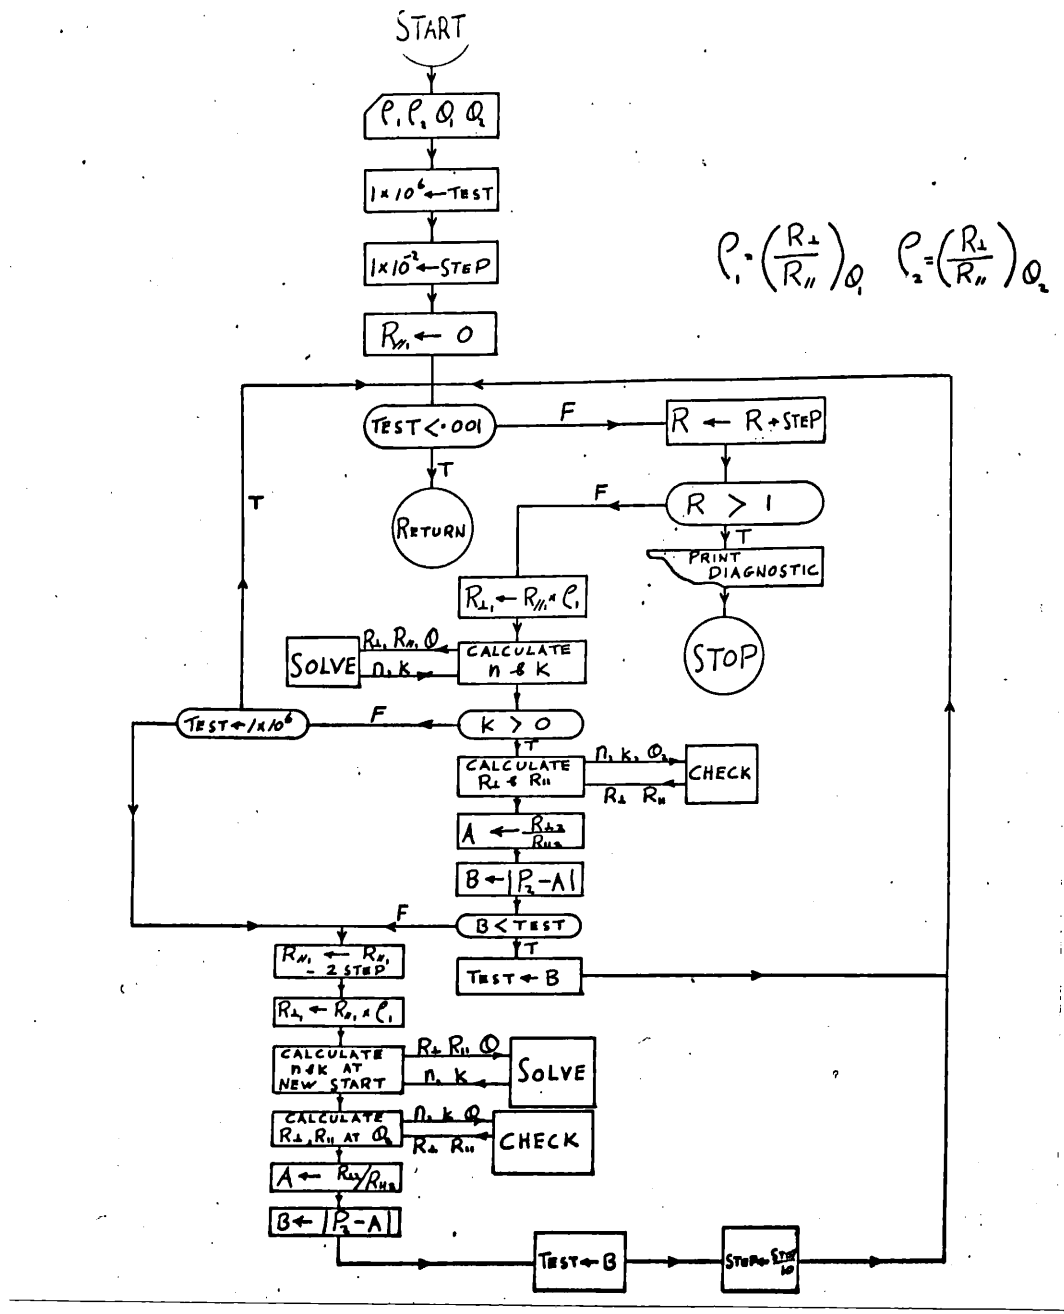 START
ρ₁ ρ₂ Θ₁ Θ₂
1×10⁶ ← TEST
1×10⁻² ← STEP
R∥₁ ← 0
ρ₁ = (R⊥/R∥)Θ₁ ρ₂ = (R⊥/R∥)Θ₂
TEST < .001
F
R ← R + STEP
T
RETURN
R > 1
F
T
PRINT
DIAGNOSTIC
STOP
T
R⊥₁ ← R∥₁ × ρ₁
CALCULATE
n & k
R⊥, R∥, Θ
n, k
SOLVE
k > 0
F
TEST ← 1×10⁶
T
CALCULATE
R⊥ & R∥
n, k, Θ₂
R⊥ R∥
CHECK
A ← R⊥₂/R∥₂
B ← |P₂ - A|
B < TEST
F
T
TEST ← B
R∥₁ ← R∥₁
- 2 STEP
R⊥₁ ← R∥₁ × ρ₁
CALCULATE
n & k AT
NEW START
R⊥ R∥ Θ
n, k
SOLVE
CALCULATE
R⊥, R∥ AT Θ₂
n, k Θ
R⊥ R∥
CHECK
A ← R⊥₂/R∥₂
B ← |P₂ - A|
TEST ← B
STEP ← STEP/10